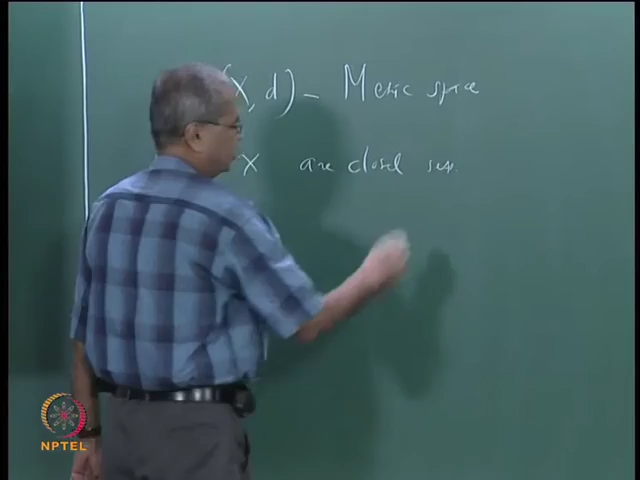 (X, d) - Metric space
X are closed sets.
NPTEL